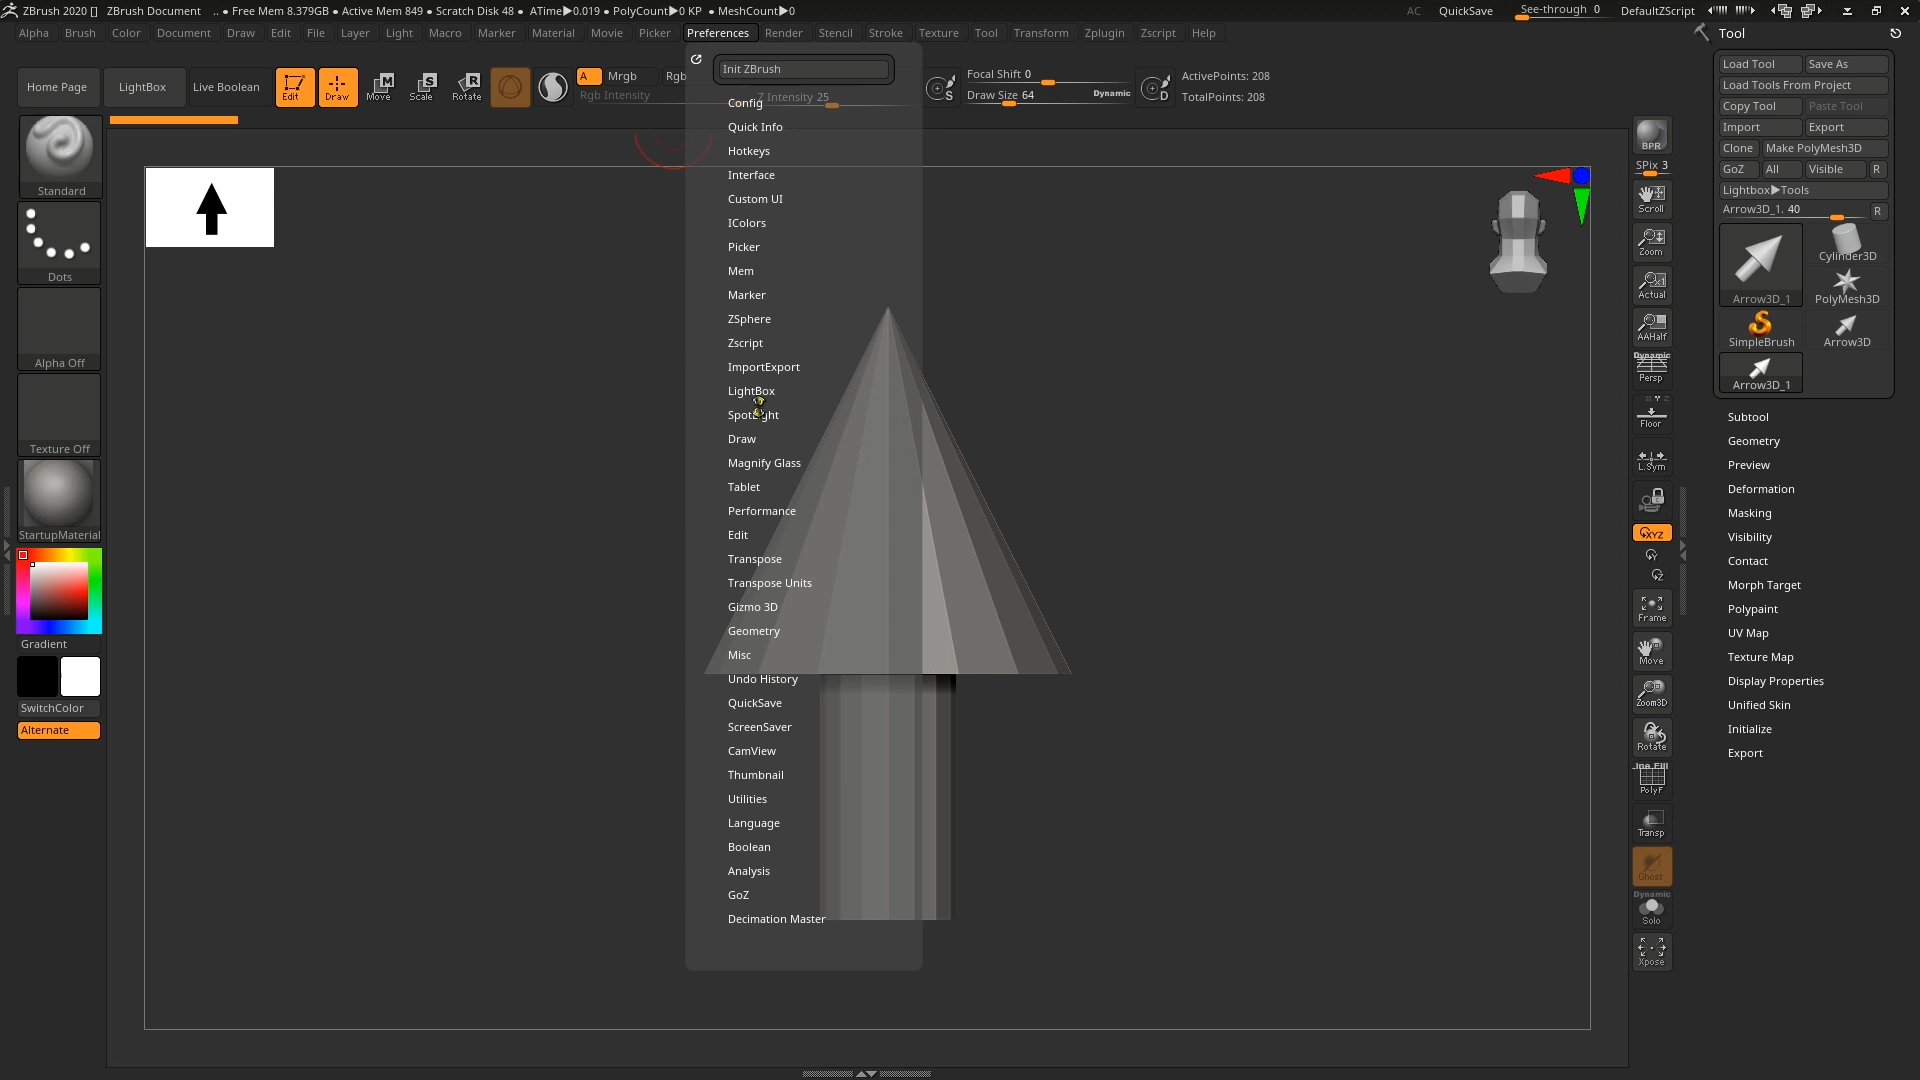 ZBrush 2020 [] ZBrush Document .. • Free Mem 8.379GB • Active Mem 849 • Scratch Disk 48 • ATime▶0.019 • PolyCount▶0 KP • MeshCount▶0 AC QuickSave See-through 0 DefaultZScript
Alpha Brush Color Document Draw Edit File Layer Light Macro Marker Material Movie Picker Preferences Render Stencil Stroke Texture Tool Transform Zplugin Zscript Help
Home Page LightBox Live Boolean Edit Draw Move Scale Rotate A Mrgb Rgb
Rgb Intensity Z Intensity 25
Focal Shift 0
Draw Size 64 Dynamic
S
D
ActivePoints: 208
TotalPoints: 208
Standard
Dots
Alpha Off
Texture Off
StartupMaterial
Gradient
SwitchColor
Alternate
Init ZBrush
Config
Quick Info
Hotkeys
Interface
Custom UI
IColors
Picker
Mem
Marker
ZSphere
Zscript
ImportExport
LightBox
Draw
Magnify Glass
Tablet
Performance
Edit
Transpose
Transpose Units
Gizmo 3D
Geometry
Misc
Undo History
QuickSave
ScreenSaver
CamView
Thumbnail
Utilities
Language
Boolean
Analysis
GoZ
Decimation Master
BPR
SPix 3
Scroll
Zoom
Actual
AAHalf
Dynamic
Persp
Floor
L.Sym
XYZ
Y
Z
Frame
Move
Zoom3D
Rotate
Line Fill
PolyF
Transp
Ghost
Dynamic
Solo
Xpose
Tool
Load Tool Save As
Load Tools From Project
Copy Tool Paste Tool
Import Export
Clone Make PolyMesh3D
GoZ All Visible R
Lightbox▶Tools
Arrow3D_1. 40 R
Arrow3D_1 Cylinder3D
PolyMesh3D
SimpleBrush Arrow3D
Arrow3D_1
Subtool
Geometry
Preview
Deformation
Masking
Visibility
Contact
Morph Target
Polypaint
UV Map
Texture Map
Display Properties
Unified Skin
Initialize
Export